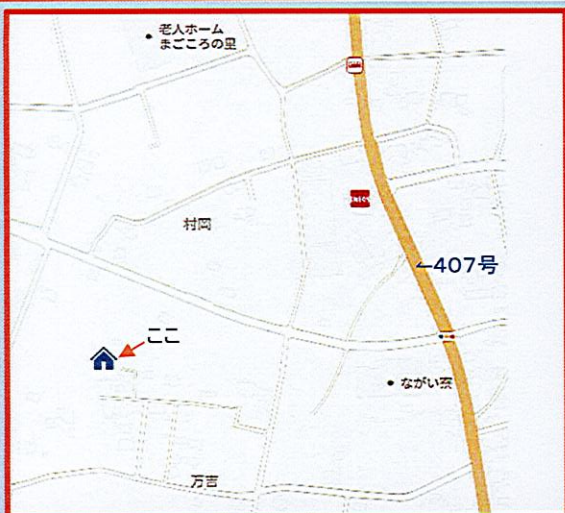 老人ホーム
まごころの里
村岡
407号
ここ
ながい茶
万吉